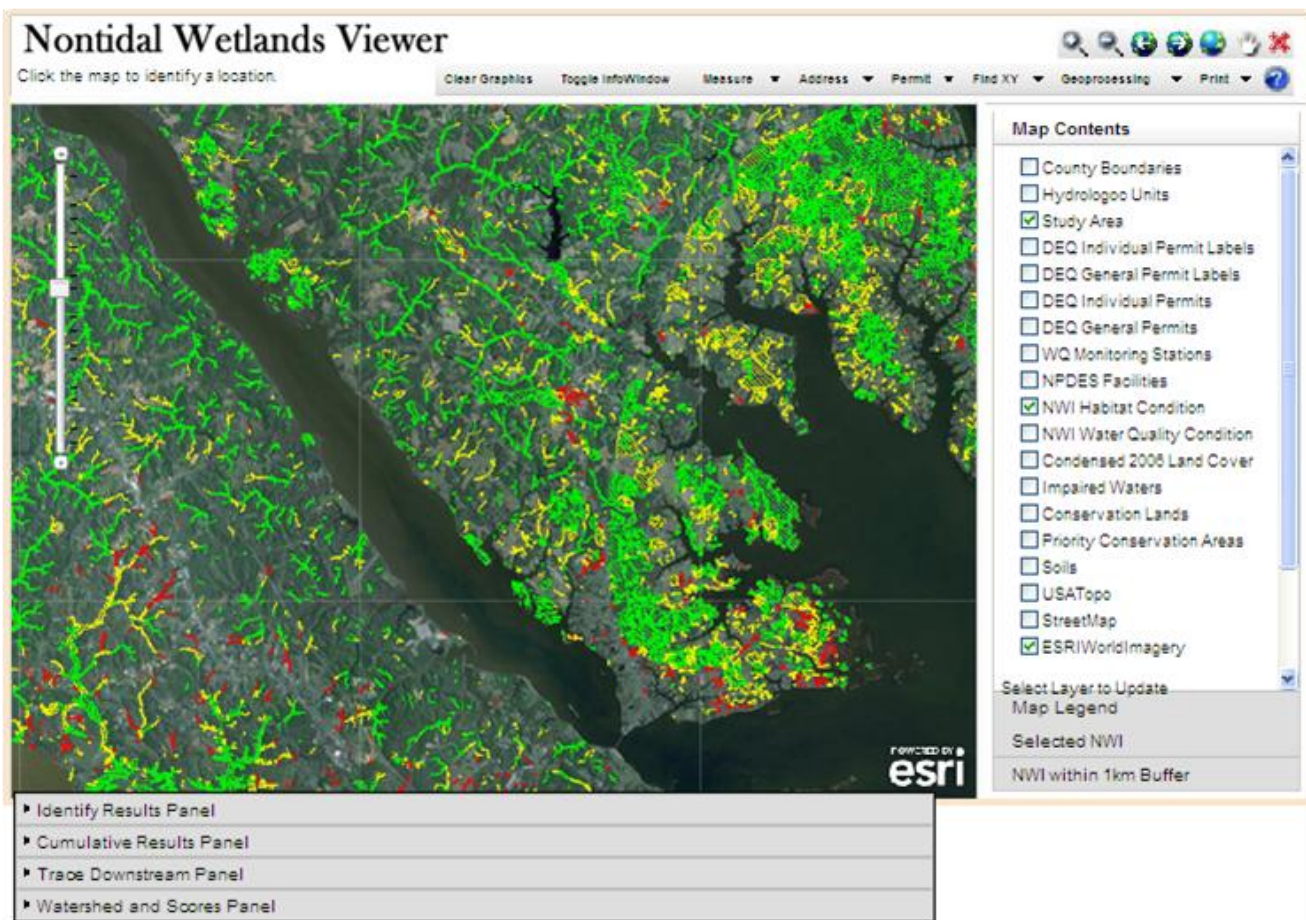 Nontidal Wetlands Viewer
Click the map to identify a location.
Clear Graphics Toggle InfoWindow Measure Address Permit Find XY Geoprocessing Print ?
Map Contents
County Boundaries
Hydrologoc Units
Study Area
DEQ Individual Permit Labels
DEQ General Permit Labels
DEQ Individual Permits
DEQ General Permits
WQ Monitoring Stations
NPDES Facilities
NWI Habitat Condition
NWI Water Quality Condition
Condensed 2006 Land Cover
Impaired Waters
Conservation Lands
Priority Conservation Areas
Soils
USATopo
StreetMap
ESRIWorldImagery
Select Layer to Update
Map Legend
Selected NWI
NWI within 1km Buffer
POWERED BY
esri
Identify Results Panel
Cumulative Results Panel
Trace Downstream Panel
Watershed and Scores Panel